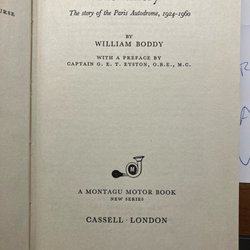 The story of the Paris Autodrome, 1924-1960
BY
WILLIAM BODDY
WITH A PREFACE BY
CAPTAIN G. E. T. EYSTON, O.B.E., M.C.
M
A MONTAGU MOTOR BOOK
NEW SERIES
CASSELL · LONDON